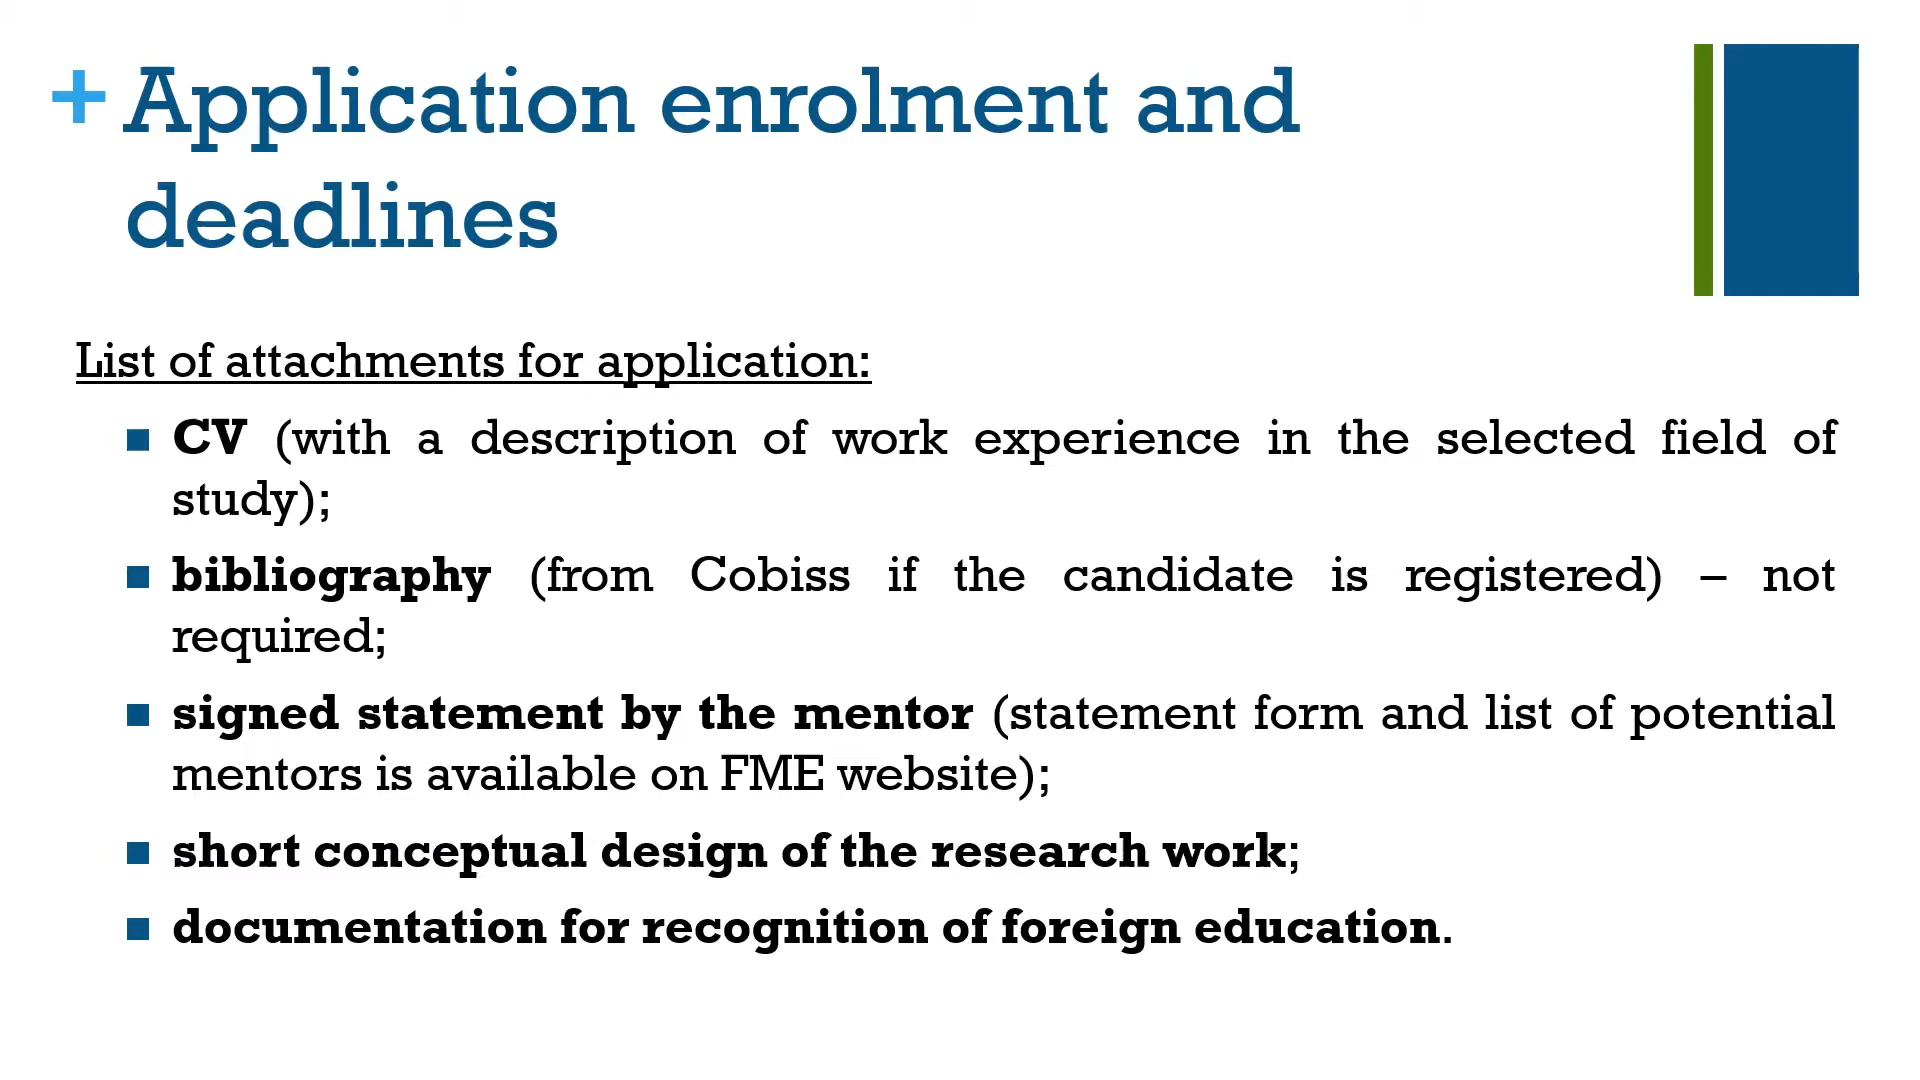 + Application enrolment and
deadlines
List of attachments for application:
■ CV (with a description of work experience in the selected field of
study);
■ bibliography (from Cobiss if the candidate is registered) – not
required;
■ signed statement by the mentor (statement form and list of potential
mentors is available on FME website);
■ short conceptual design of the research work;
■ documentation for recognition of foreign education.